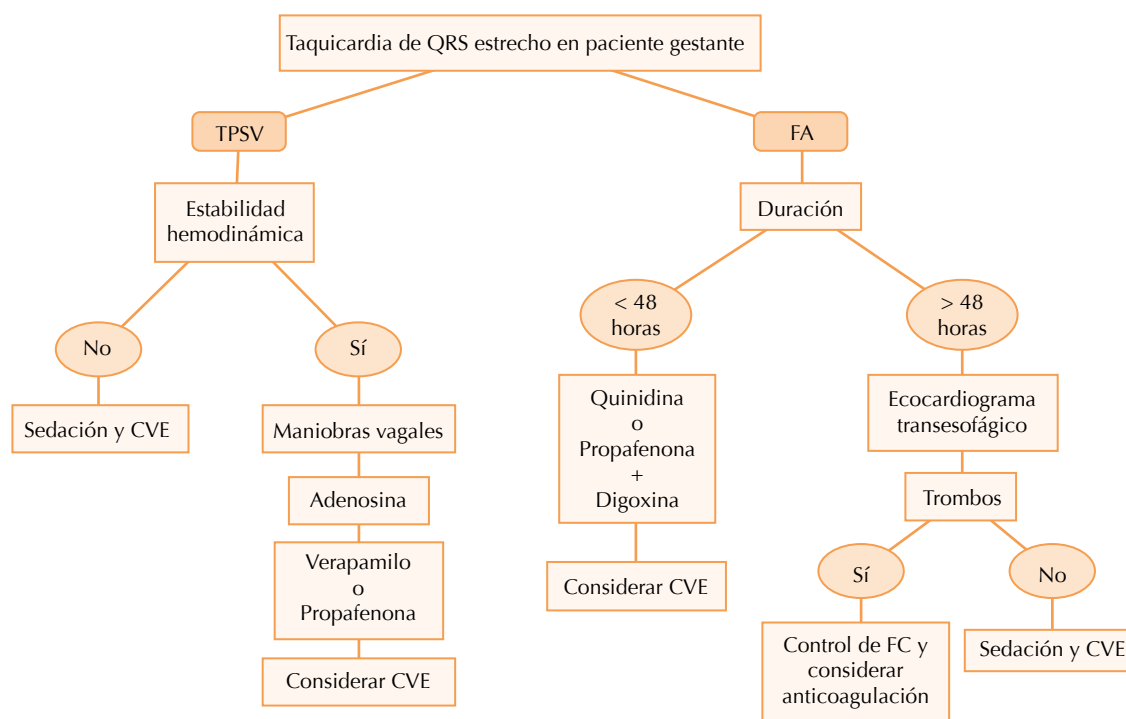 Taquicardia de QRS estrecho en paciente gestante
TPSV
FA
Estabilidad
hemodinámica
Duración
No
Sí
< 48
horas
> 48
horas
Sedación y CVE
Maniobras vagales
Adenosina
Verapamilo
o
Propafenona
Considerar CVE
Quinidina
o
Propafenona
+
Digoxina
Considerar CVE
Ecocardiograma
transesofágico
Trombos
Sí
No
Control de FC y
considerar
anticoagulación
Sedación y CVE